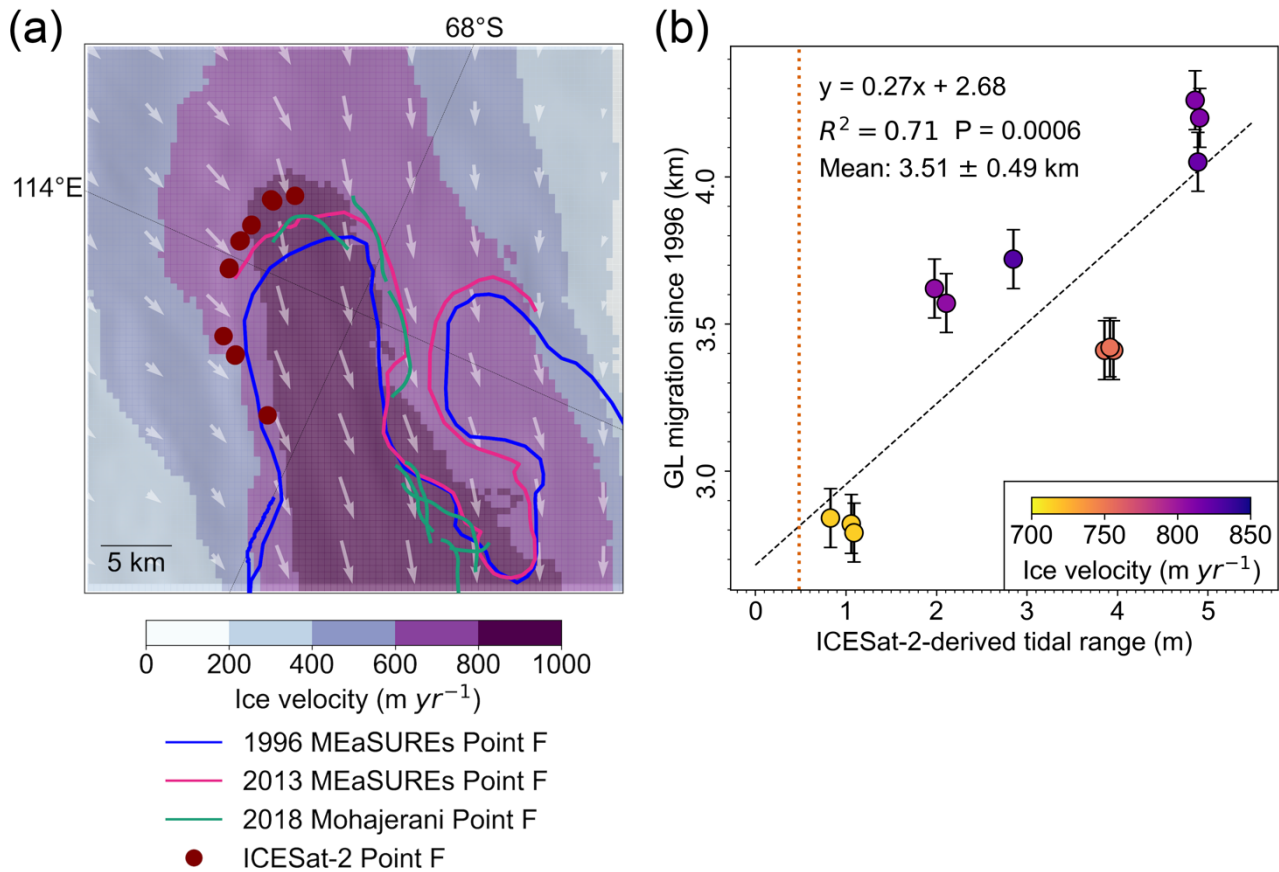 (a)
68°S
114°E
5 km
0 200 400 600 800 1000
Ice velocity (m yr⁻¹)
1996 MEaSUREs Point F
2013 MEaSUREs Point F
2018 Mohajerani Point F
ICESat-2 Point F
(b)
y = 0.27x + 2.68
R² = 0.71 P = 0.0006
Mean: 3.51 ± 0.49 km
GL migration since 1996 (km)
4.0
3.5
3.0
700 750 800 850
Ice velocity (m yr⁻¹)
0 1 2 3 4 5
ICESat-2-derived tidal range (m)